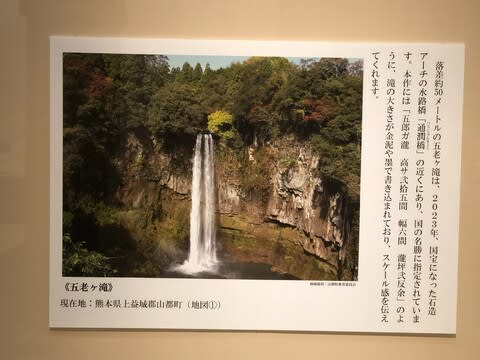 落差約50メートルの五老ヶ滝は、2023年、国宝になった石造
アーチの水路橋「通潤橋」の近くにあり、国の名勝に指定されていま
す。本作には「五郎ガ瀧　高サ弐拾五間　幅六間　瀧坪弐反余」のよ
うに、滝の大きさが金泥や墨で書き込まれており、スケール感を伝え
てくれます。
《五老ヶ滝》
現在地：熊本県上益城郡山都町（地図①）